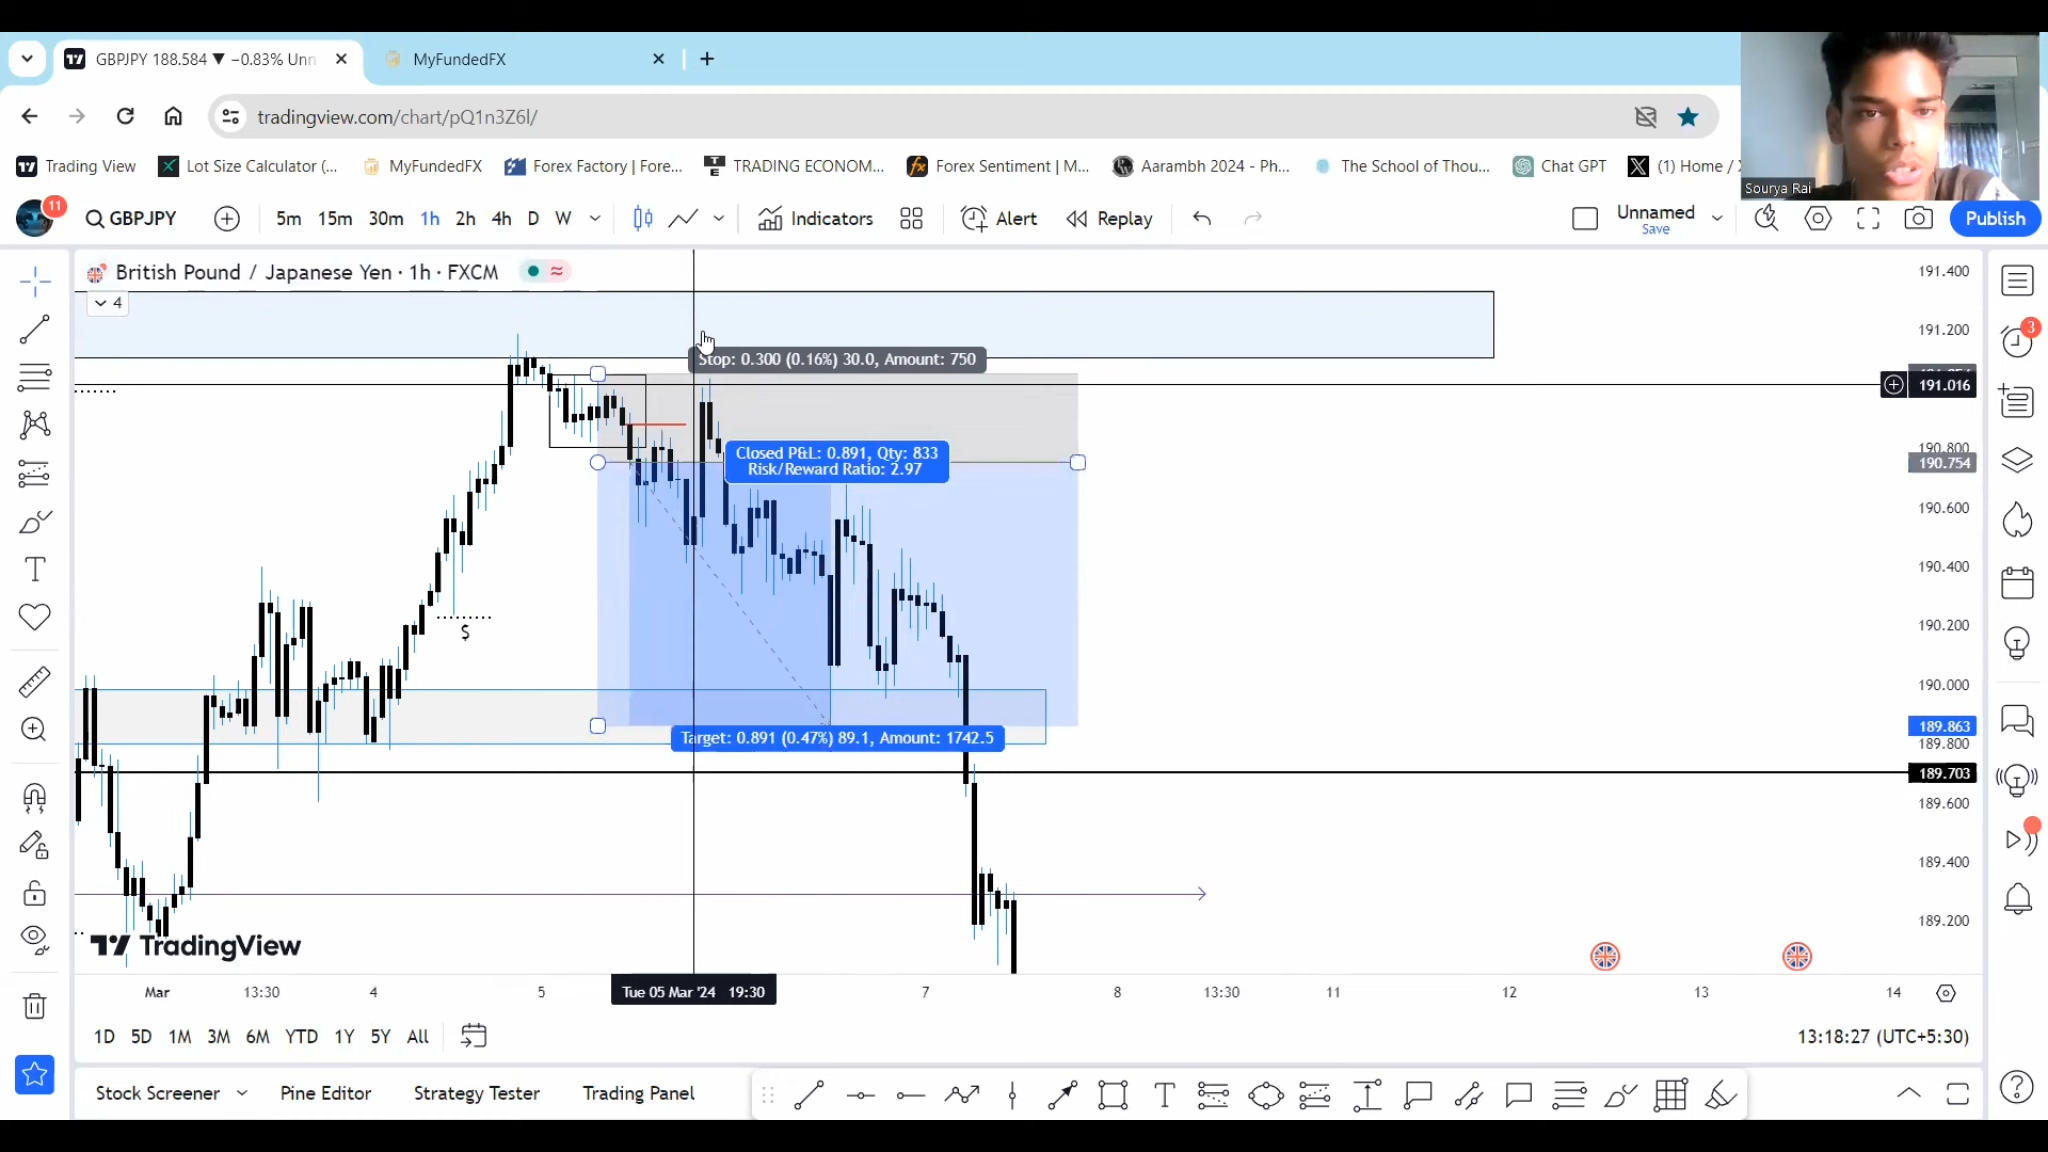 GBPJPY 188.584 ▼ −0.83% Unn
MyFundedFX
tradingview.com/chart/pQ1n3Z6l/
Trading View
Lot Size Calculator (...
MyFundedFX
Forex Factory | Fore...
TRADING ECONOM...
Forex Sentiment | M...
Aarambh 2024 - Ph...
The School of Thou...
Chat GPT
(1) Home /
Sourya Rai
11
GBPJPY
5m 15m 30m 1h 2h 4h D W
Indicators
Alert
Replay
Unnamed
Save
Publish
British Pound / Japanese Yen · 1h · FXCM
4
191.400
191.200
191.016
190.800
190.754
190.600
190.400
190.200
190.000
189.863
189.800
189.703
189.600
189.400
189.200
3
Stop: 0.300 (0.16%) 30.0, Amount: 750
Closed P&L: 0.891, Qty: 833
Risk/Reward Ratio: 2.97
$
Target: 0.891 (0.47%) 89.1, Amount: 1742.5
TradingView
Mar 13:30 4 5 Tue 05 Mar '24 19:30 7 8 13:30 11 12 13 14
1D 5D 1M 3M 6M YTD 1Y 5Y All
13:18:27 (UTC+5:30)
Stock Screener
Pine Editor
Strategy Tester
Trading Panel